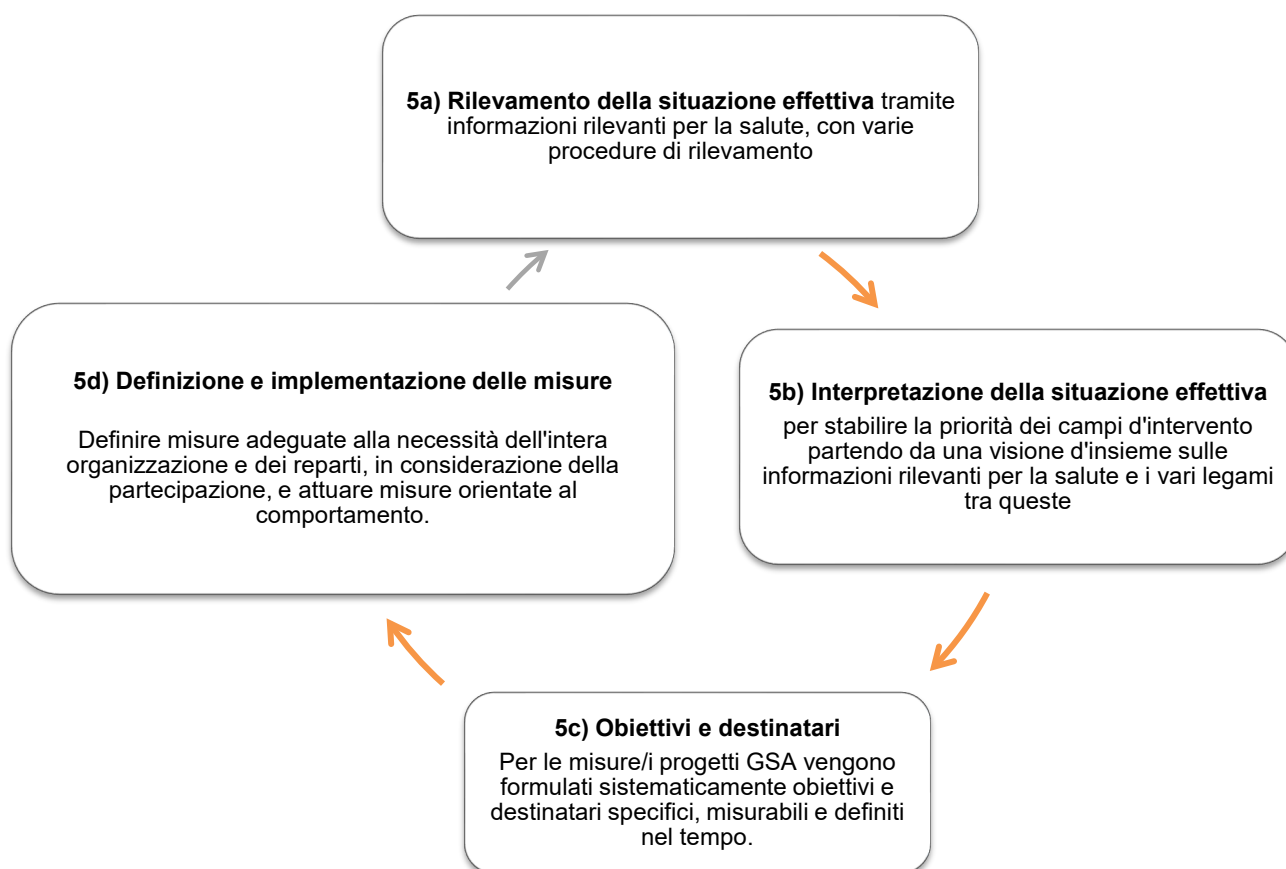 5a) Rilevamento della situazione effettiva tramite
informazioni rilevanti per la salute, con varie
procedure di rilevamento
5b) Interpretazione della situazione effettiva
per stabilire la priorità dei campi d'intervento
partendo da una visione d'insieme sulle
informazioni rilevanti per la salute e i vari legami
tra queste
5c) Obiettivi e destinatari
Per le misure/i progetti GSA vengono
formulati sistematicamente obiettivi e
destinatari specifici, misurabili e definiti
nel tempo.
5d) Definizione e implementazione delle misure
Definire misure adeguate alla necessità dell'intera
organizzazione e dei reparti, in considerazione della
partecipazione, e attuare misure orientate al
comportamento.